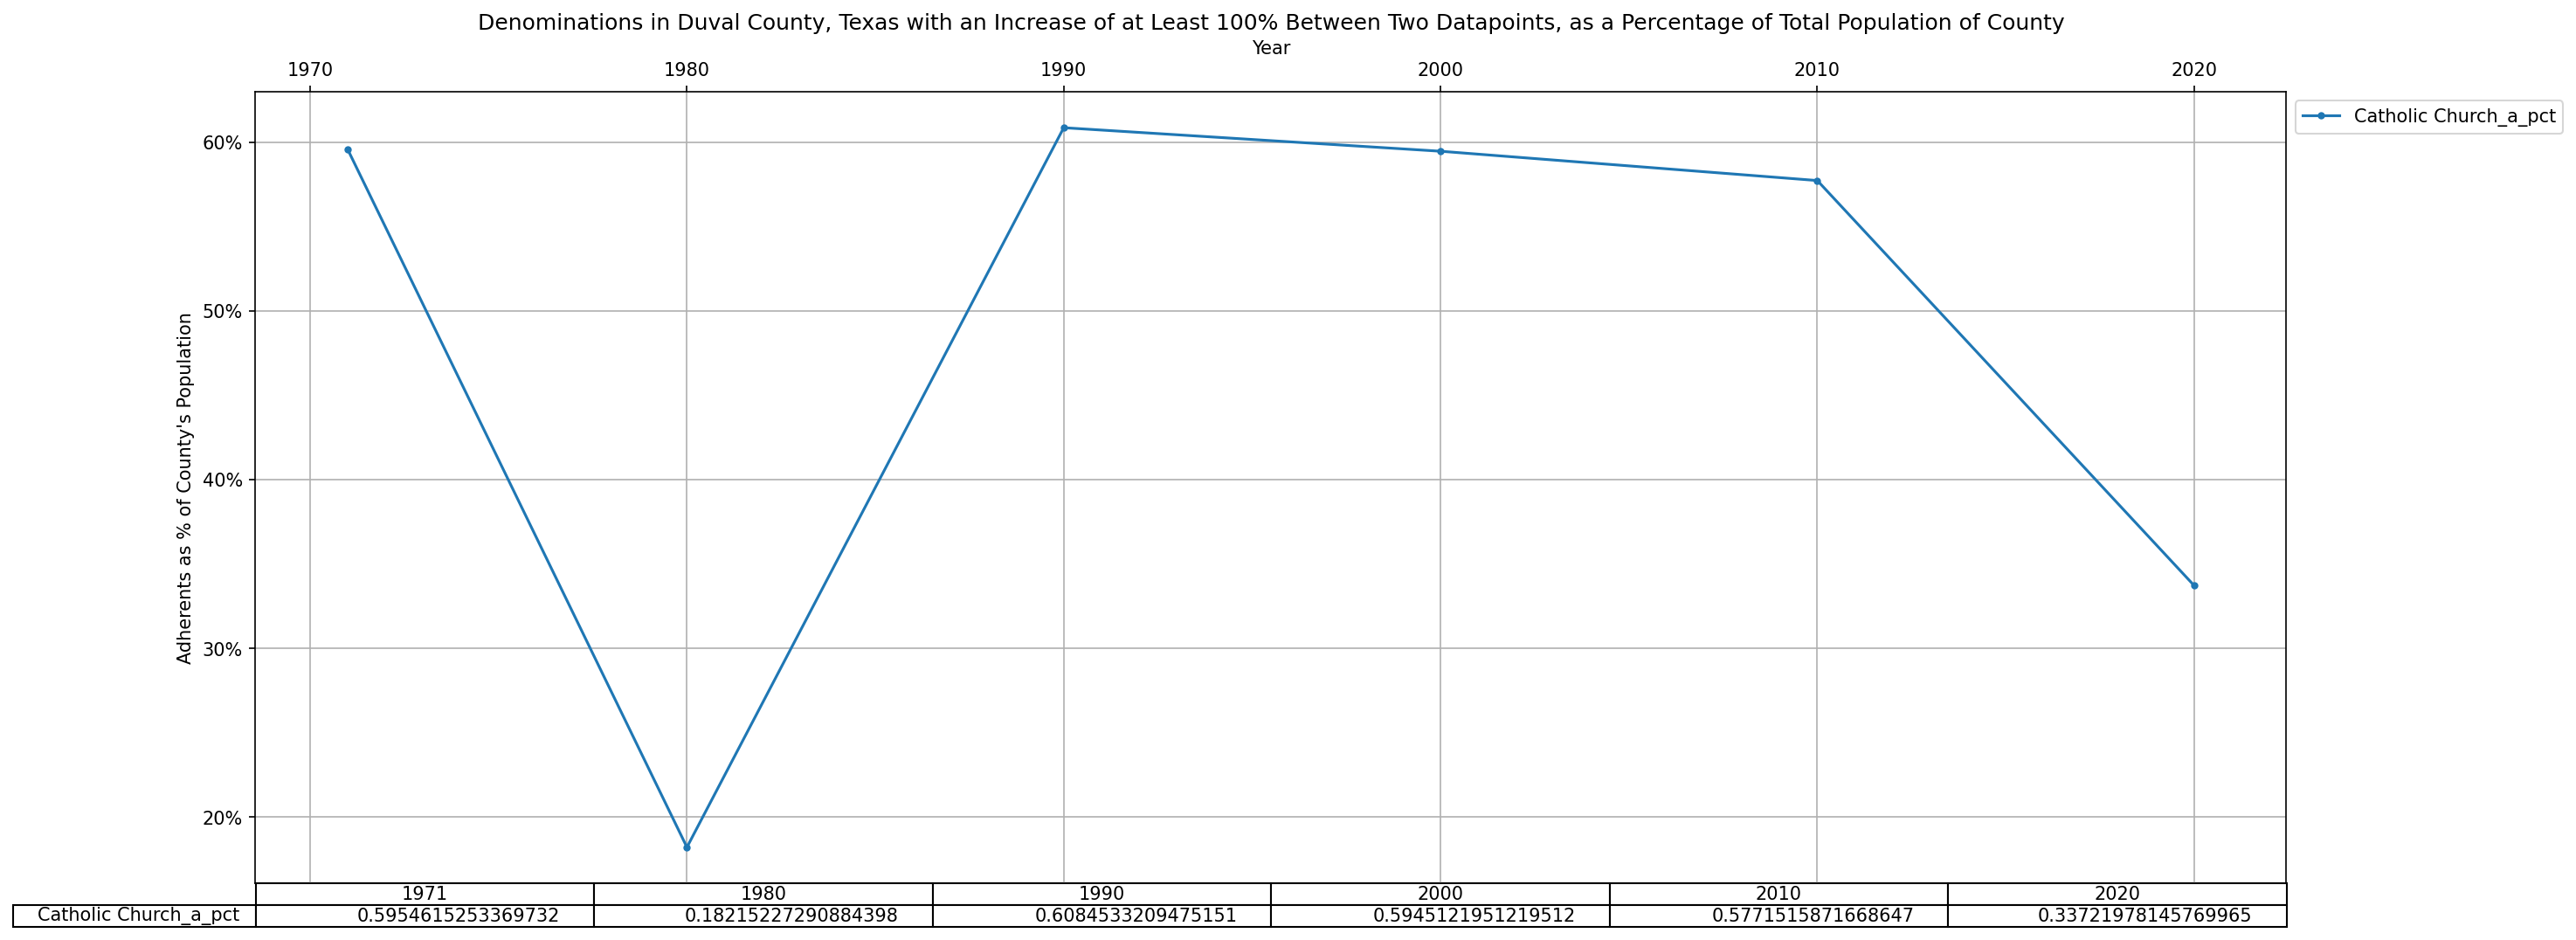 Denominations in Duval County, Texas with an Increase of at Least 100% Between Two Datapoints, as a Percentage of Total Population of County
Year
1970 1980 1990 2000 2010 2020
Catholic Church_a_pct
60%
50%
40%
30%
20%
Adherents as % of County's Population
1971 1980 1990 2000 2010 2020
Catholic Church_a_pct 0.5954615253369732 0.18215227290884398 0.60845332094751​51 0.5945121951219512 0.5771515871668647 0.33721978145769965